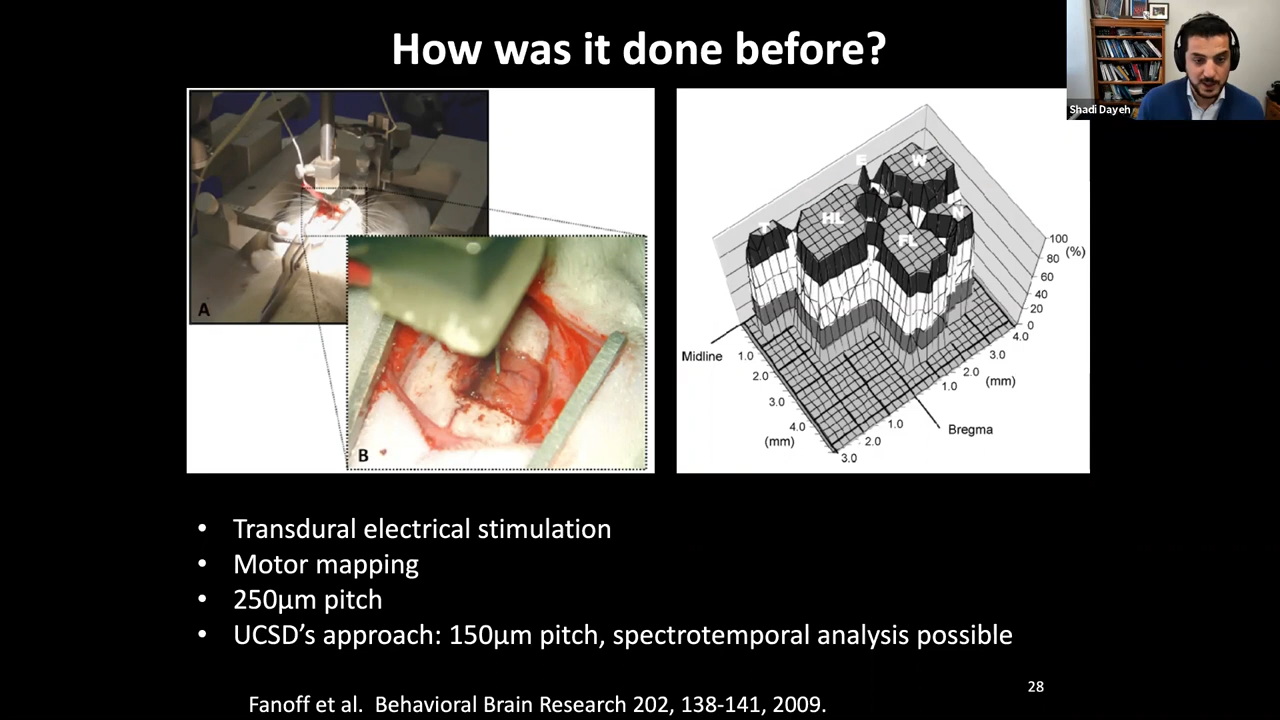 How was it done before?
Shadi Dayeh
A
B
E
W
T
HL
N
FL
100
(%)
80
60
40
20
0
Midline
4.0
1.0
3.0
2.0
2.0
(mm)
3.0
1.0
4.0
1.0
Bregma
(mm)
2.0
3.0
• Transdural electrical stimulation
• Motor mapping
• 250µm pitch
• UCSD’s approach: 150µm pitch, spectrotemporal analysis possible
28
Fanoff et al. Behavioral Brain Research 202, 138-141, 2009.